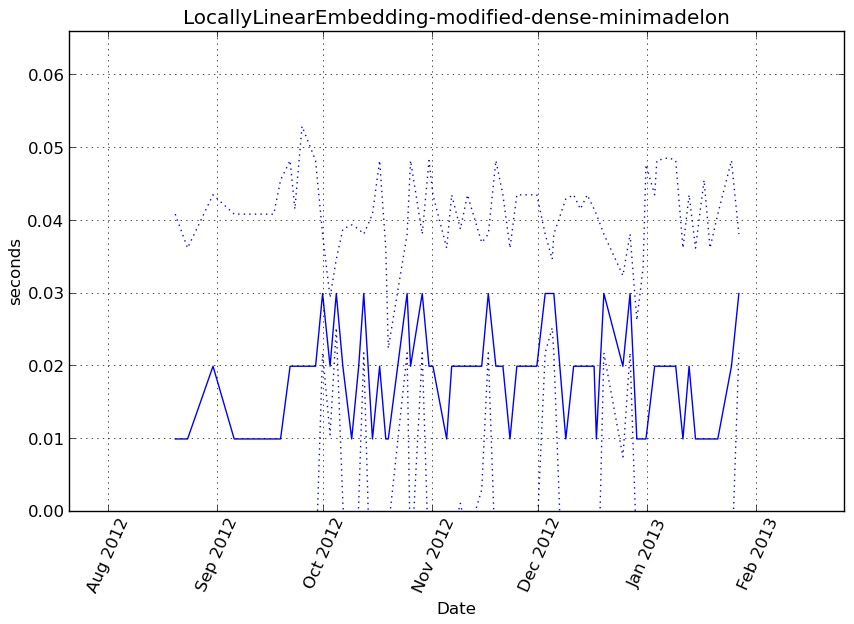 LocallyLinearEmbedding-modified-dense-minimadelon
0.06
0.05
0.04
0.03
0.02
0.01
0.00
seconds
Aug 2012
Sep 2012
Oct 2012
Nov 2012
Dec 2012
Jan 2013
Feb 2013
Date